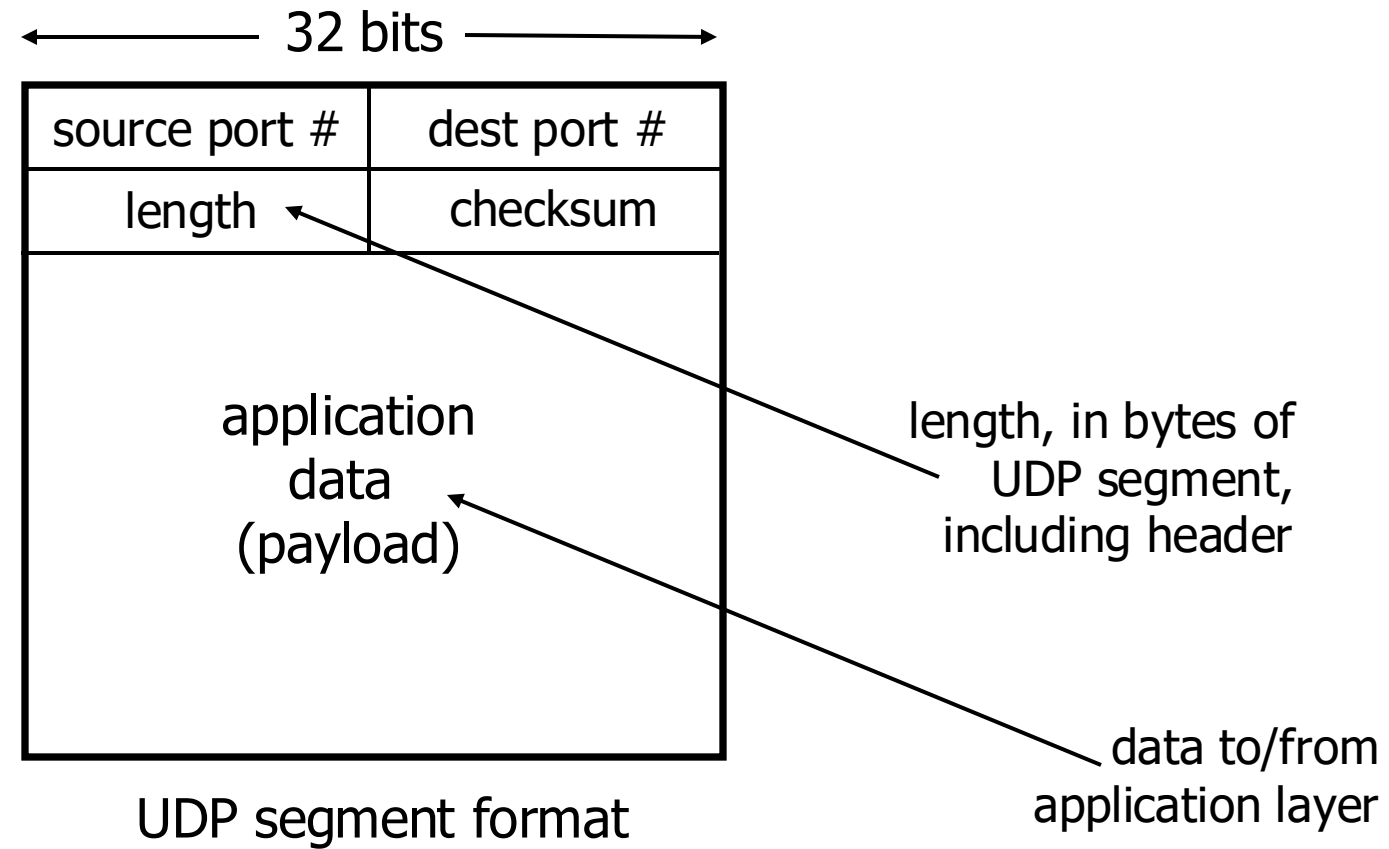 32 bits
source port # dest port #
length checksum
application
data
(payload)
length, in bytes of
UDP segment,
including header
data to/from
application layer
UDP segment format